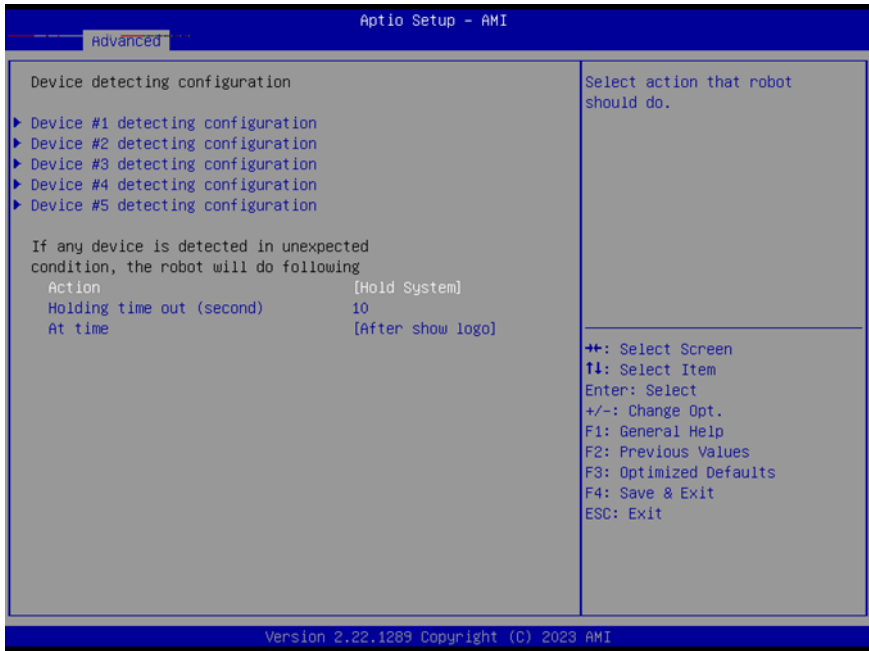 Aptio Setup – AMI
Advanced
Device detecting configuration
Device #1 detecting configuration
Device #2 detecting configuration
Device #3 detecting configuration
Device #4 detecting configuration
Device #5 detecting configuration
If any device is detected in unexpected
condition, the robot will do following
Action [Hold System]
Holding time out (second) 10
At time [After show logo]
Select action that robot
should do.
→←: Select Screen
↑↓: Select Item
Enter: Select
+/-: Change Opt.
F1: General Help
F2: Previous Values
F3: Optimized Defaults
F4: Save & Exit
ESC: Exit
Version 2.22.1289 Copyright (C) 2023 AMI